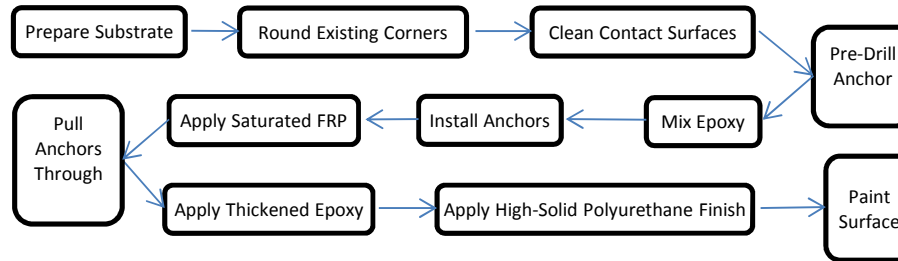 Prepare Substrate
Round Existing Corners
Clean Contact Surfaces
Pre-Drill
Anchor
Mix Epoxy
Install Anchors
Apply Saturated FRP
Pull
Anchors
Through
Apply Thickened Epoxy
Apply High-Solid Polyurethane Finish
Paint
Surface